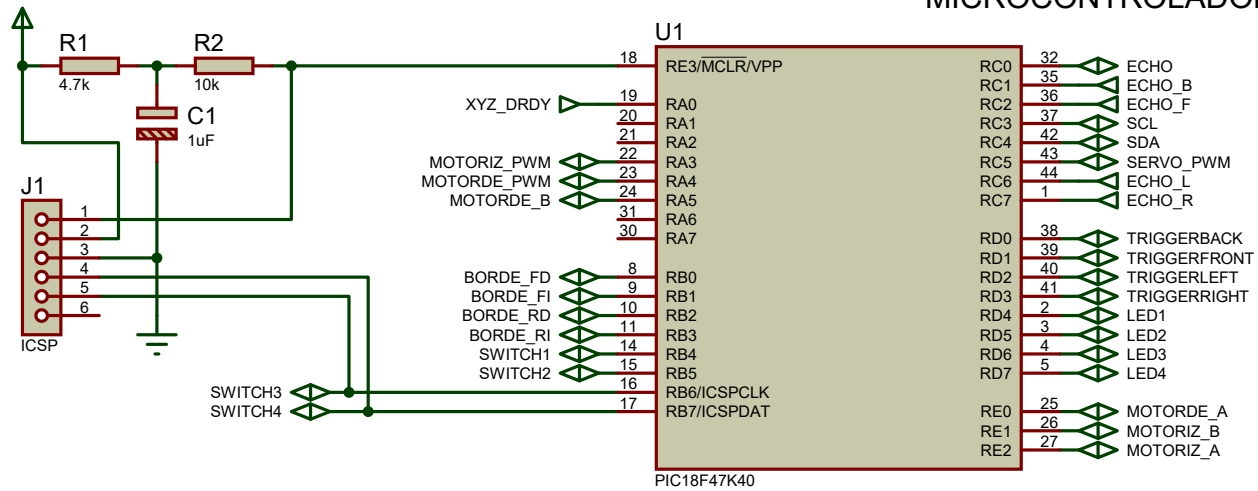 MICROCONTROLADOR
R1
4.7k
R2
10k
C1
1uF
J1
1
2
3
4
5
6
ICSP
U1
18 RE3/MCLR/VPP
XYZ_DRDY 19 RA0
20 RA1
21 RA2
MOTORIZ_PWM 22 RA3
MOTORDE_PWM 23 RA4
MOTORDE_B 24 RA5
31 RA6
30 RA7
BORDE_FD 8 RB0
BORDE_FI 9 RB1
BORDE_RD 10 RB2
BORDE_RI 11 RB3
SWITCH1 14 RB4
SWITCH2 15 RB5
SWITCH3 16 RB6/ICSPCLK
SWITCH4 17 RB7/ICSPDAT
RC0 32 ECHO
RC1 35 ECHO_B
RC2 36 ECHO_F
RC3 37 SCL
RC4 42 SDA
RC5 43 SERVO_PWM
RC6 44 ECHO_L
RC7 1 ECHO_R
RD0 38 TRIGGERBACK
RD1 39 TRIGGERFRONT
RD2 40 TRIGGERLEFT
RD3 41 TRIGGERRIGHT
RD4 2 LED1
RD5 3 LED2
RD6 4 LED3
RD7 5 LED4
RE0 25 MOTORDE_A
RE1 26 MOTORIZ_B
RE2 27 MOTORIZ_A
PIC18F47K40